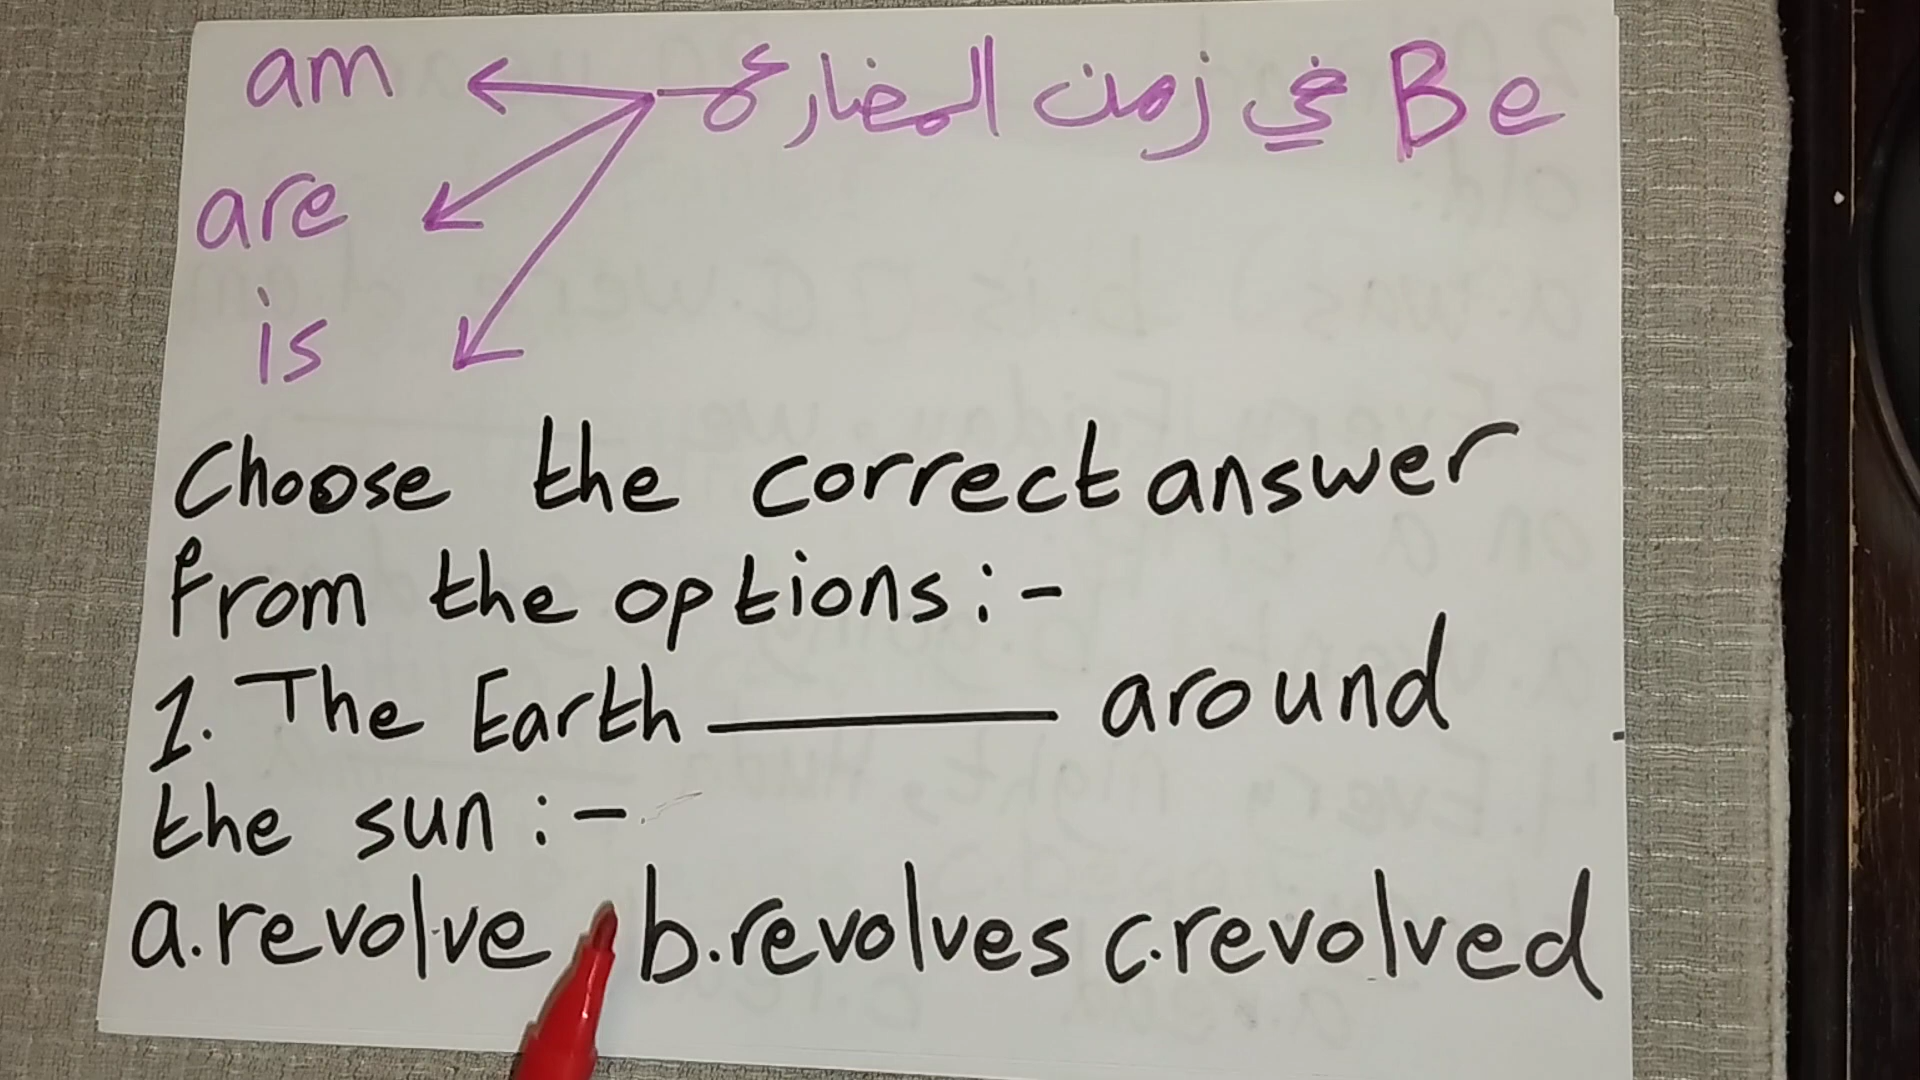 Be في زمن المضارع
am
are
is
Choose the correct answer
from the options :-
1. The Earth ______ around
the sun :-
a. revolve b. revolves c. revolved